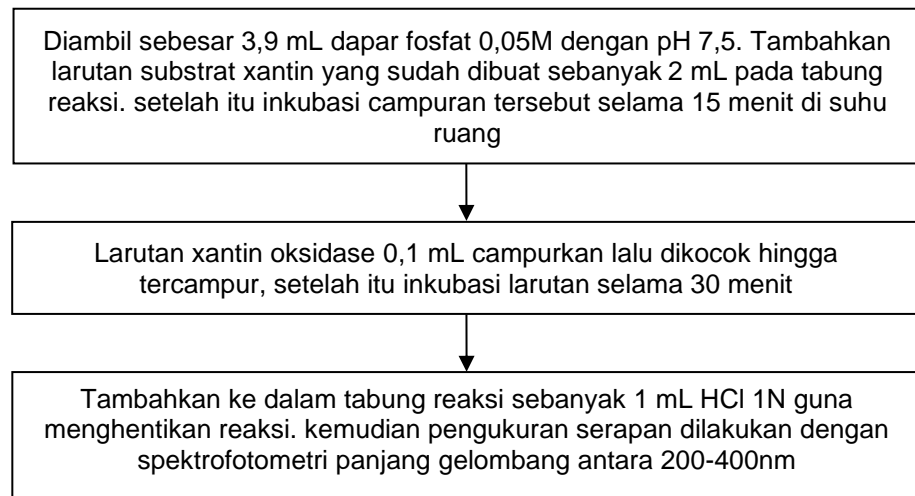 Diambil sebesar 3,9 mL dapar fosfat 0,05M dengan pH 7,5. Tambahkan
larutan substrat xantin yang sudah dibuat sebanyak 2 mL pada tabung
reaksi. setelah itu inkubasi campuran tersebut selama 15 menit di suhu
ruang
Larutan xantin oksidase 0,1 mL campurkan lalu dikocok hingga
tercampur, setelah itu inkubasi larutan selama 30 menit
Tambahkan ke dalam tabung reaksi sebanyak 1 mL HCl 1N guna
menghentikan reaksi. kemudian pengukuran serapan dilakukan dengan
spektrofotometri panjang gelombang antara 200-400nm